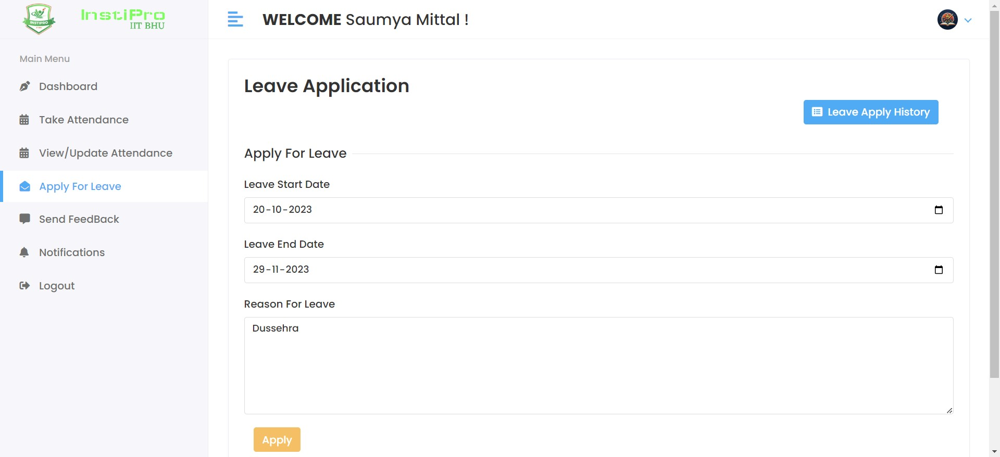 INSTIPRO
InstiPro
IIT BHU
WELCOME Saumya Mittal !
Main Menu
Dashboard
Take Attendance
View/Update Attendance
Apply For Leave
Send FeedBack
Notifications
Logout
Leave Application
Leave Apply History
Apply For Leave
Leave Start Date
20-10-2023
Leave End Date
29-11-2023
Reason For Leave
Dussehra
Apply